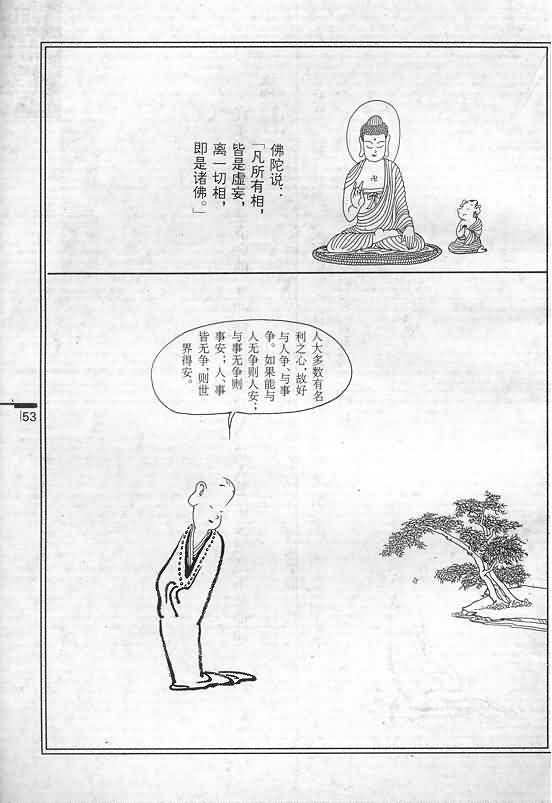 佛陀说：
「凡所有相，
皆是虚妄，
离一切相，
即是诸佛。」
人大多数有名
利之心，故好
与人争、与事
争。如果能与
人无争则人安；
与事无争则
事安；人、事
皆无争，则世
界得安。
53